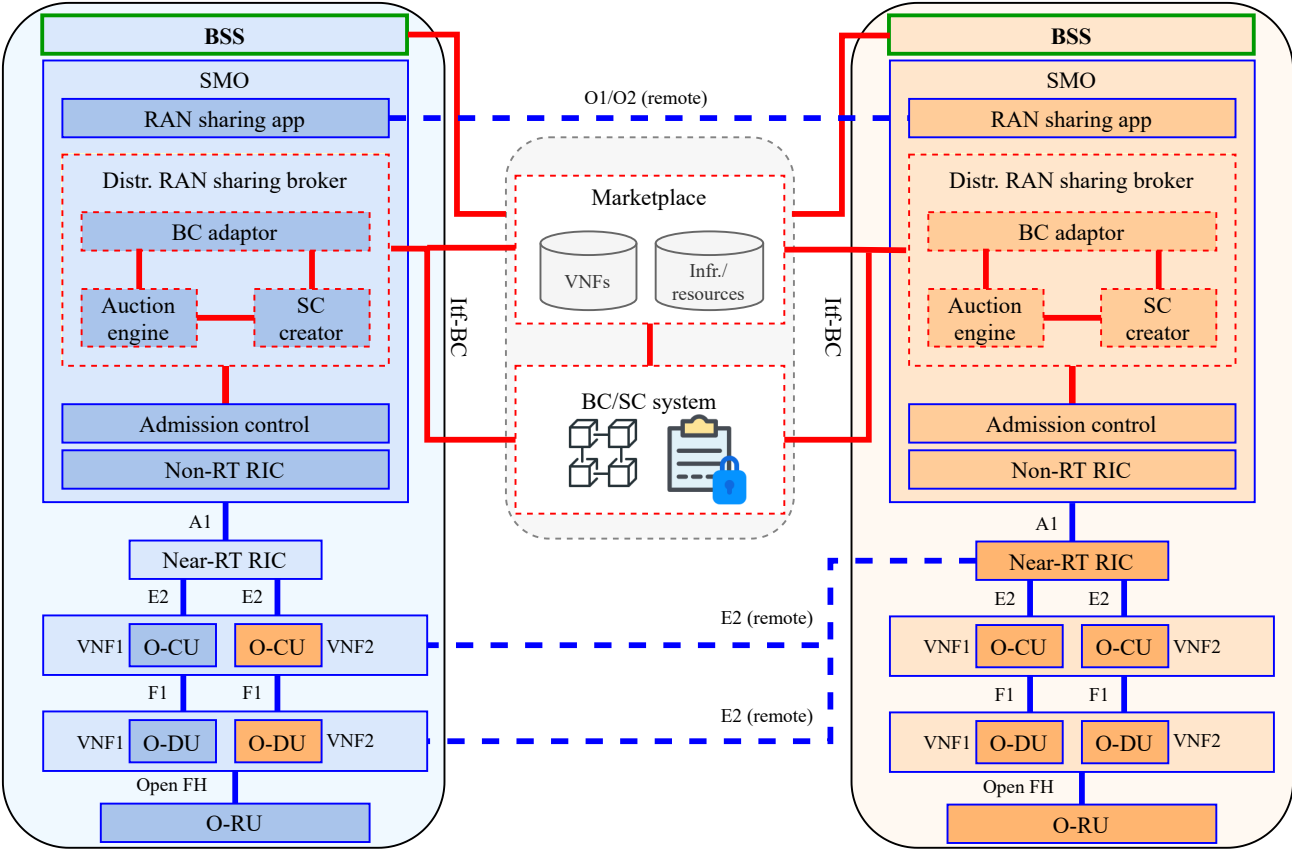 BSS
SMO
RAN sharing app
Distr. RAN sharing broker
BC adaptor
Auction
engine
SC
creator
Admission control
Non-RT RIC
A1
Near-RT RIC
E2
E2
VNF1
O-CU
O-CU
VNF2
F1
F1
VNF1
O-DU
O-DU
VNF2
Open FH
O-RU
O1/O2 (remote)
Marketplace
VNFs
Infr./
resources
Itf-BC
Itf-BC
BC/SC system
E2 (remote)
E2 (remote)
BSS
SMO
RAN sharing app
Distr. RAN sharing broker
BC adaptor
Auction
engine
SC
creator
Admission control
Non-RT RIC
A1
Near-RT RIC
E2
E2
VNF1
O-CU
O-CU
VNF2
F1
F1
VNF1
O-DU
O-DU
VNF2
Open FH
O-RU